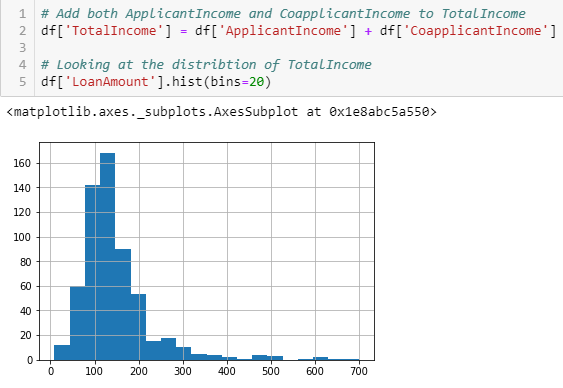 1 # Add both ApplicantIncome and CoapplicantIncome to TotalIncome
2 df['TotalIncome'] = df['ApplicantIncome'] + df['CoapplicantIncome']
3
4 # Looking at the distribtion of TotalIncome
5 df['LoanAmount'].hist(bins=20)
<matplotlib.axes._subplots.AxesSubplot at 0x1e8abc5a550>
160
140
120
100
80
60
40
20
0
0 100 200 300 400 500 600 700